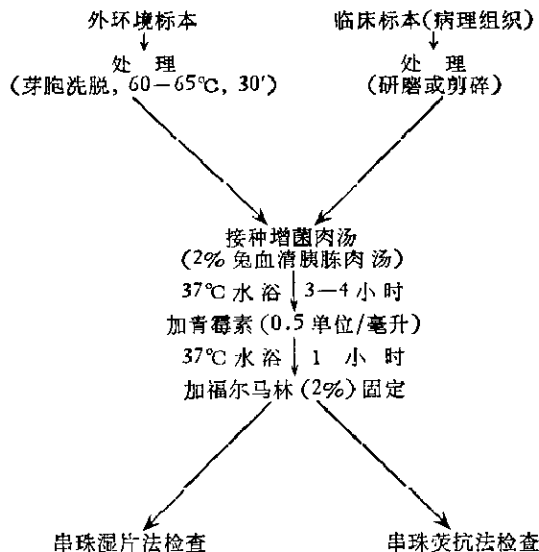 外环境标本
临床标本(病理组织)
处 理
处 理
(芽胞洗脱, 60—65℃, 30′)
(研磨或剪碎)
接种增菌肉汤
(2% 兔血清胰胨肉汤)
37℃水浴 3—4小时
加青霉素(0.5单位/毫升)
37℃水浴 1 小时
加福尔马林(2%)固定
串珠湿片法检查
串珠荧抗法检查